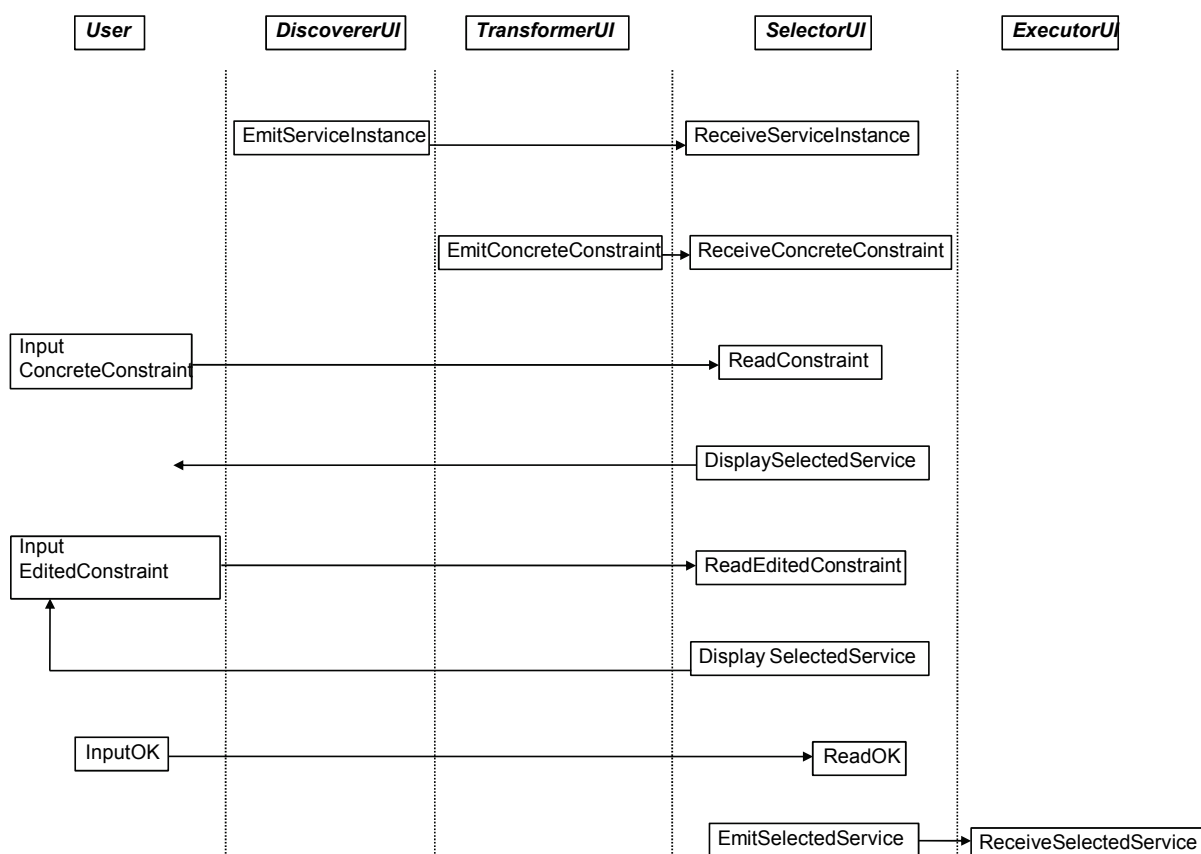 User
DiscovererUI
TransformerUI
SelectorUI
ExecutorUI
EmitServiceInstance
ReceiveServiceInstance
EmitConcreteConstraint
ReceiveConcreteConstraint
Input
ConcreteConstraint
ReadConstraint
DisplaySelectedService
Input
EditedConstraint
ReadEditedConstraint
Display SelectedService
InputOK
ReadOK
EmitSelectedService
ReceiveSelectedService